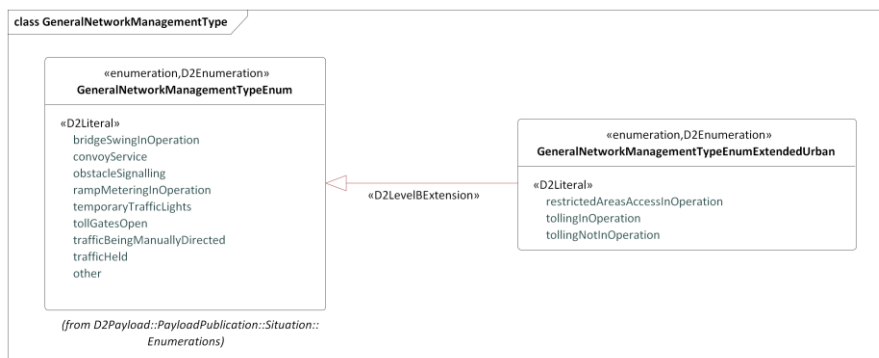 class GeneralNetworkManagementType
«enumeration,D2Enumeration»
GeneralNetworkManagementTypeEnum
«D2Literal»
bridgeSwingInOperation
convoyService
obstacleSignalling
rampMeteringInOperation
temporaryTrafficLights
tollGatesOpen
trafficBeingManuallyDirected
trafficHeld
other
(from D2Payload::PayloadPublication::Situation::
Enumerations)
«D2LevelBExtension»
«enumeration,D2Enumeration»
GeneralNetworkManagementTypeEnumExtendedUrban
«D2Literal»
restrictedAreasAccessInOperation
tollingInOperation
tollingNotInOperation